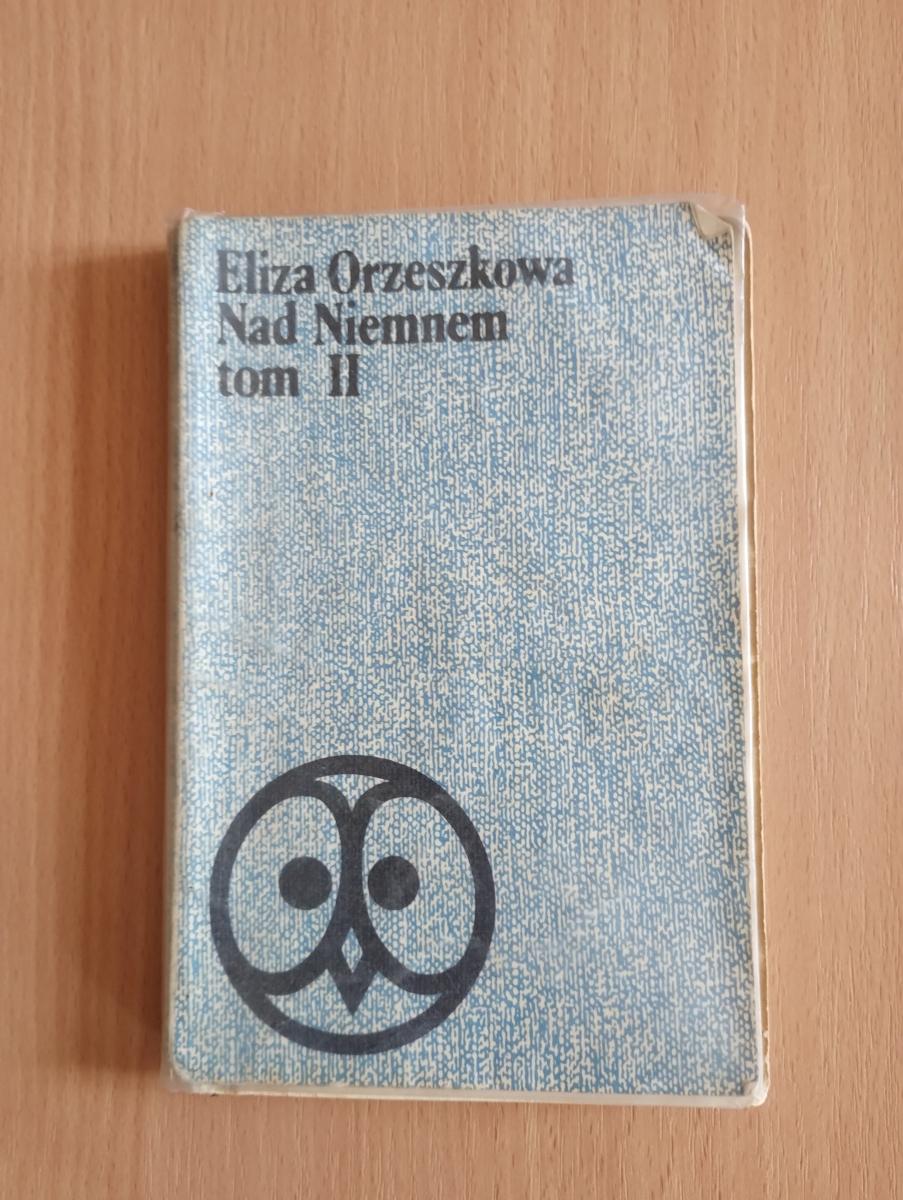 Eliza Orzeszkowa
Nad Niemnem
tom II